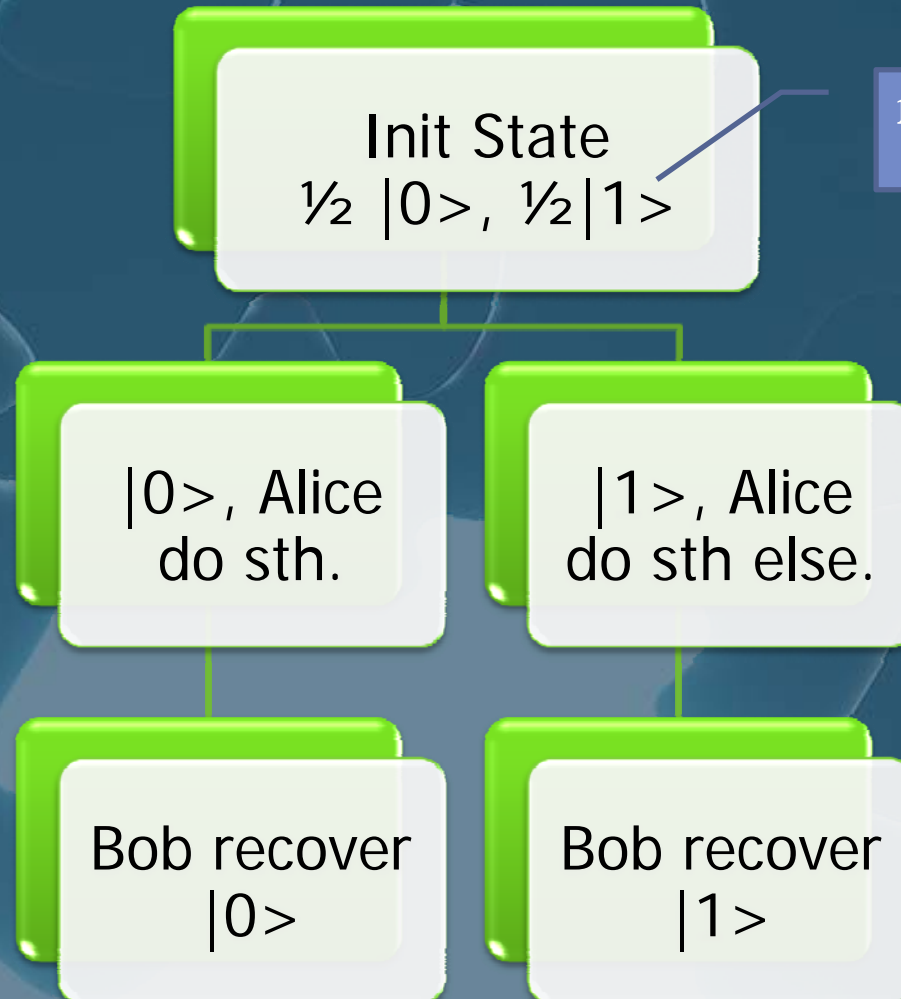 Init State
½ |0>, ½|1>
1
|0>, Alice
do sth.
|1>, Alice
do sth else.
Bob recover
|0>
Bob recover
|1>